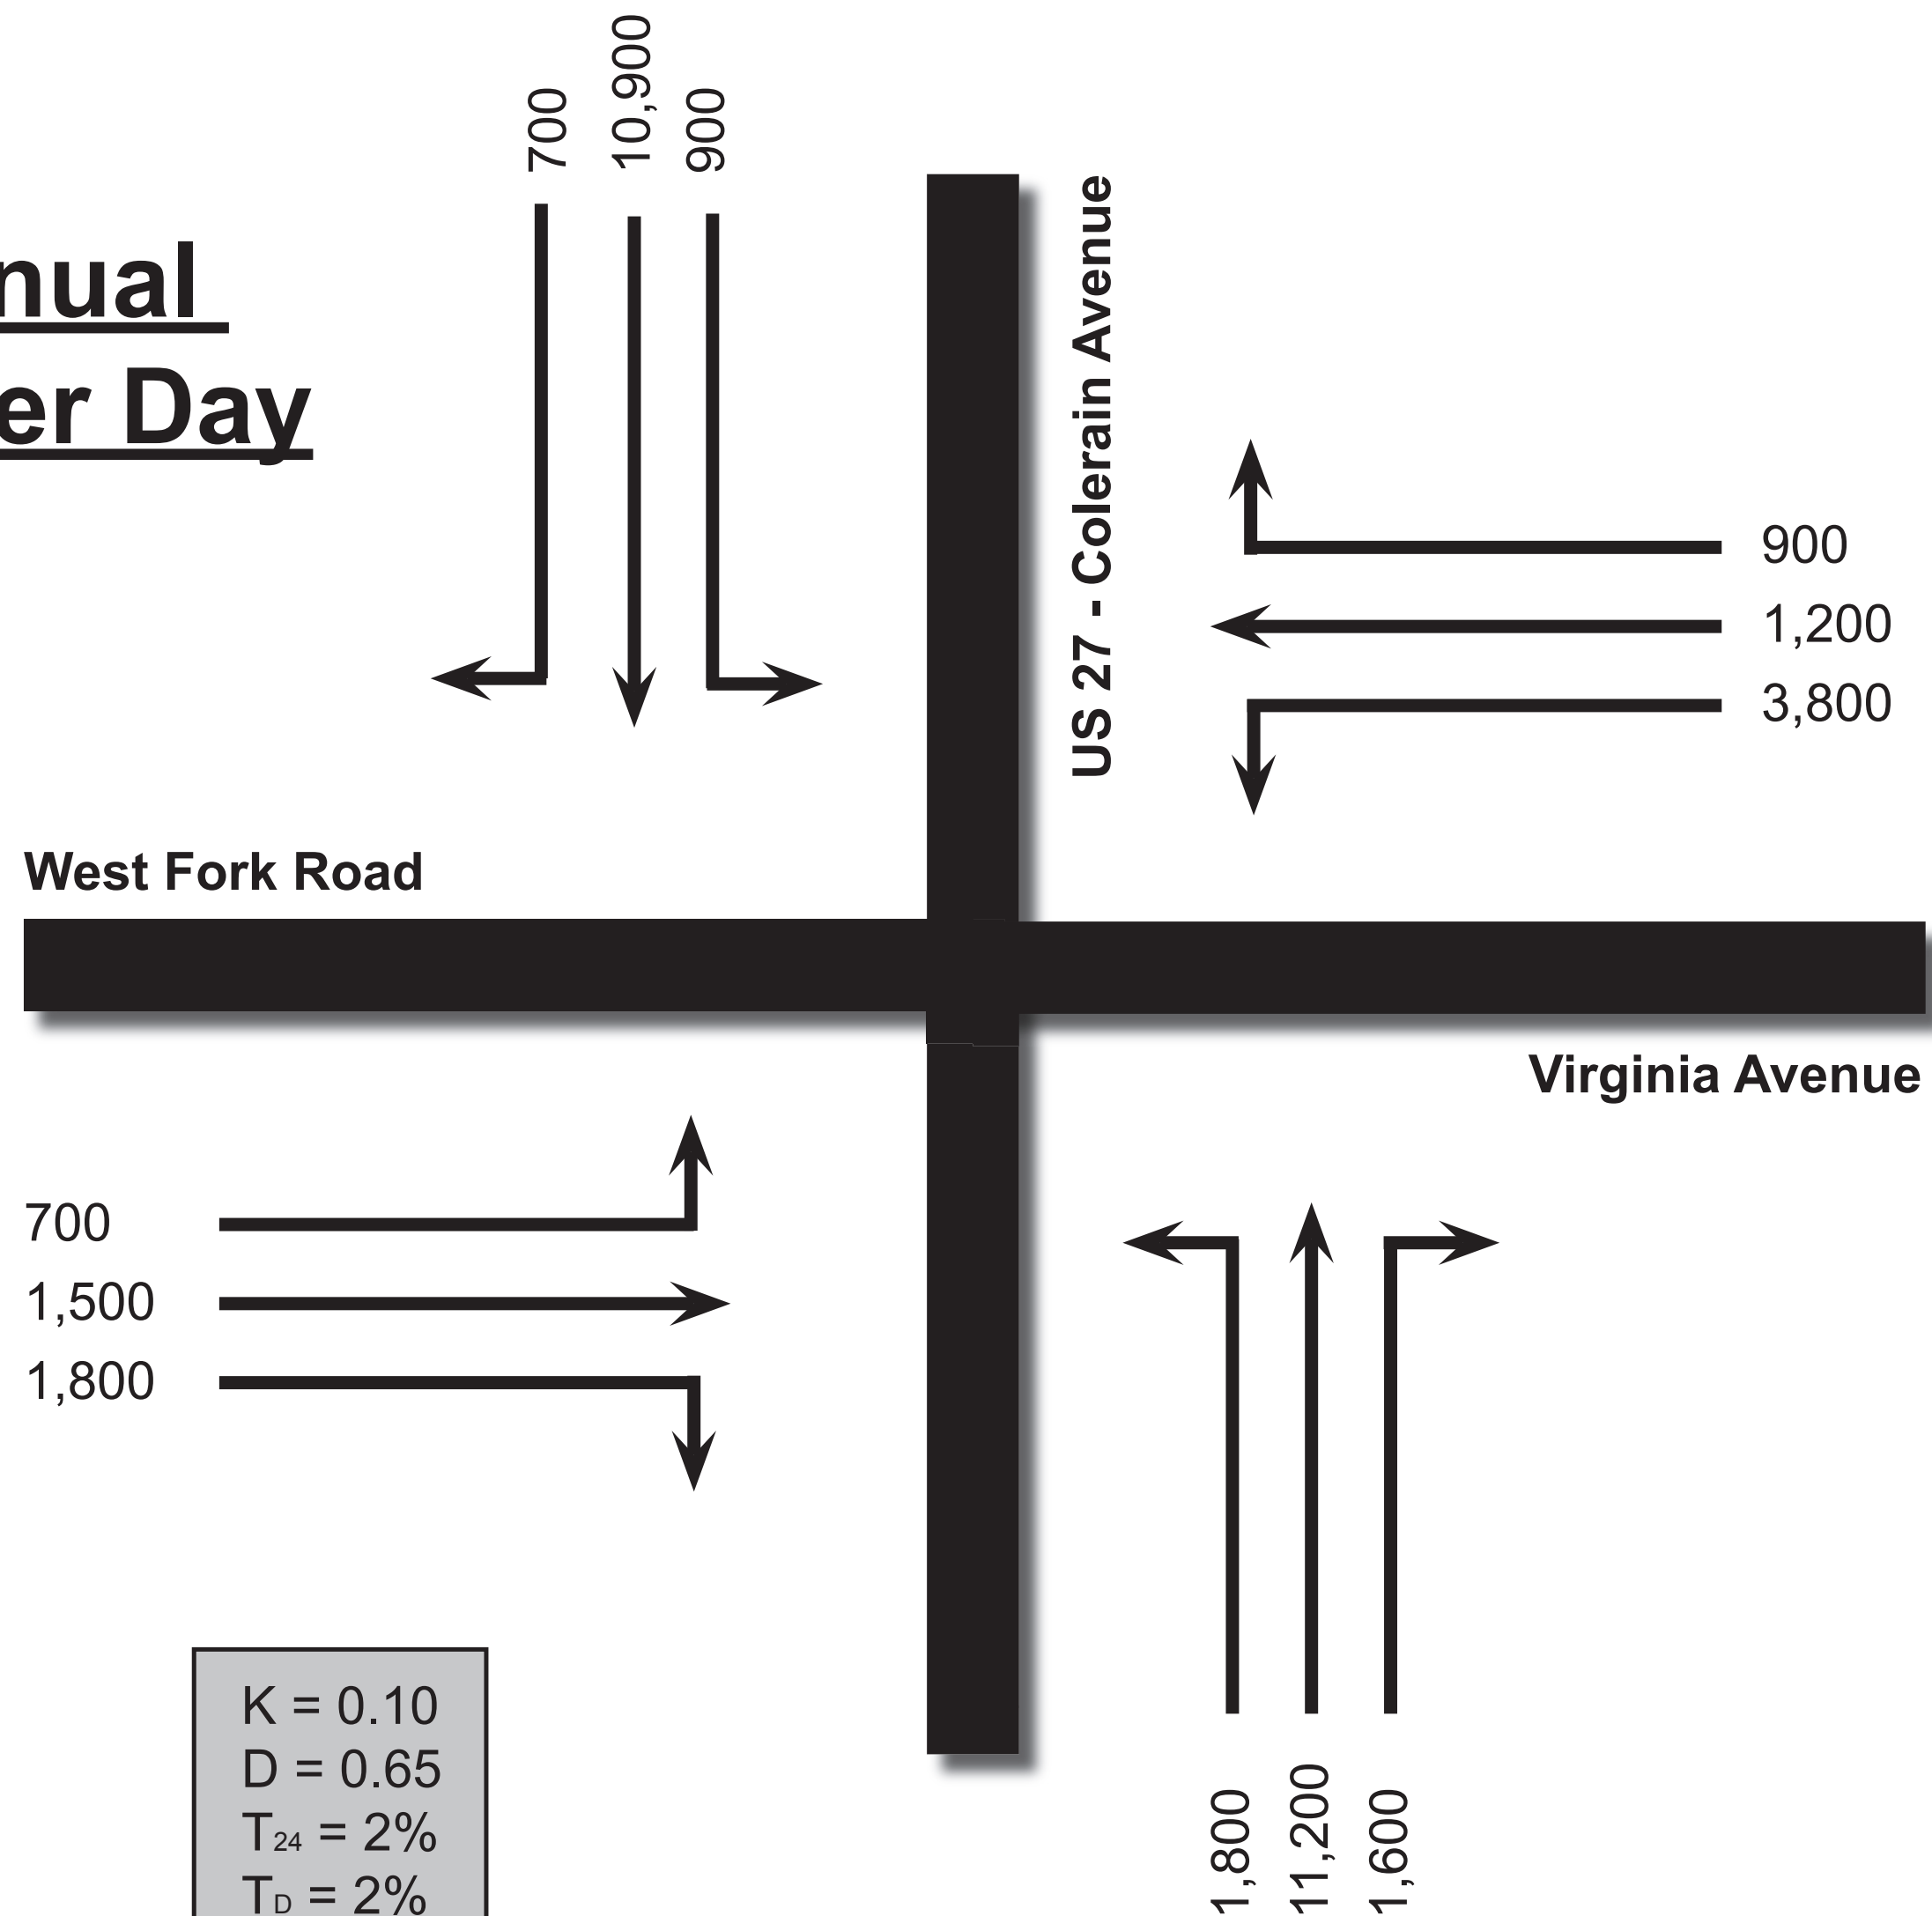 700
10,900
900
nual
er Day
US 27 - Colerain Avenue
900
1,200
3,800
West Fork Road
Virginia Avenue
700
1,500
1,800
K = 0.10
D = 0.65
T24 = 2%
TD = 2%
1,800
11,200
1,600